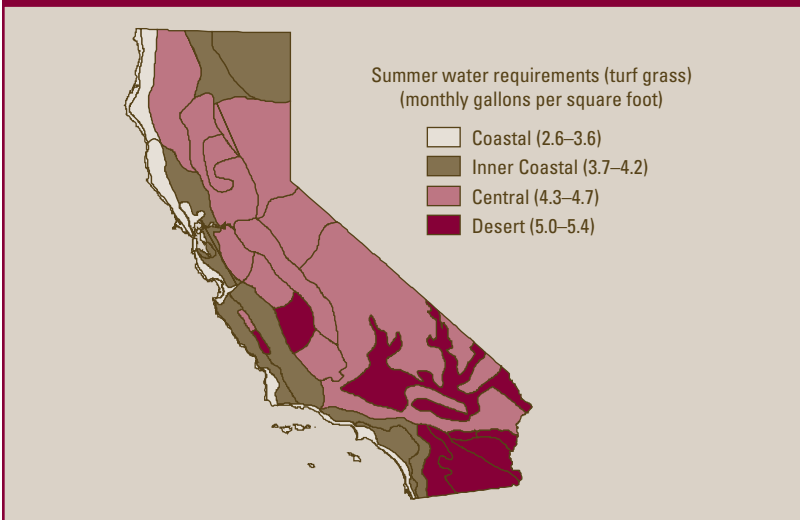 Summer water requirements (turf grass)
(monthly gallons per square foot)
Coastal (2.6–3.6)
Inner Coastal (3.7–4.2)
Central (4.3–4.7)
Desert (5.0–5.4)